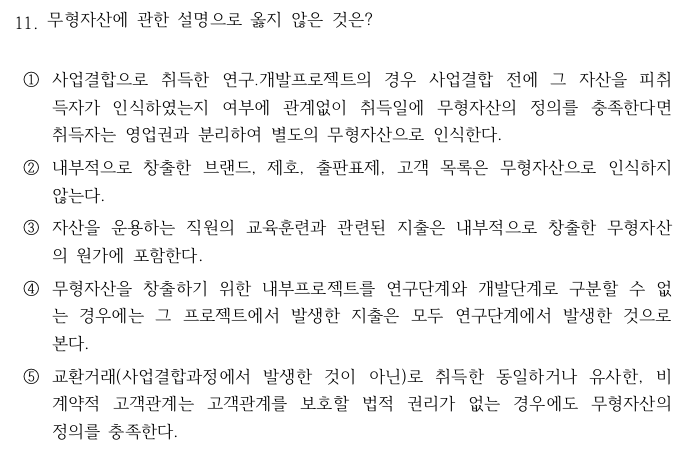 11. 무형자산에 관한 설명으로 옳지 않은 것은?
① 사업결합으로 취득한 연구.개발프로젝트의 경우 사업결합 전에 그 자산을 피취
득자가 인식하였는지 여부에 관계없이 취득일에 무형자산의 정의를 충족한다면
취득자는 영업권과 분리하여 별도의 무형자산으로 인식한다.
② 내부적으로 창출한 브랜드, 제호, 출판표제, 고객 목록은 무형자산으로 인식하지
않는다.
③ 자산을 운용하는 직원의 교육훈련과 관련된 지출은 내부적으로 창출한 무형자산
의 원가에 포함한다.
④ 무형자산을 창출하기 위한 내부프로젝트를 연구단계와 개발단계로 구분할 수 없
는 경우에는 그 프로젝트에서 발생한 지출은 모두 연구단계에서 발생한 것으로
본다.
⑤ 교환거래(사업결합과정에서 발생한 것이 아닌)로 취득한 동일하거나 유사한, 비
계약적 고객관계는 고객관계를 보호할 법적 권리가 없는 경우에도 무형자산의
정의를 충족한다.